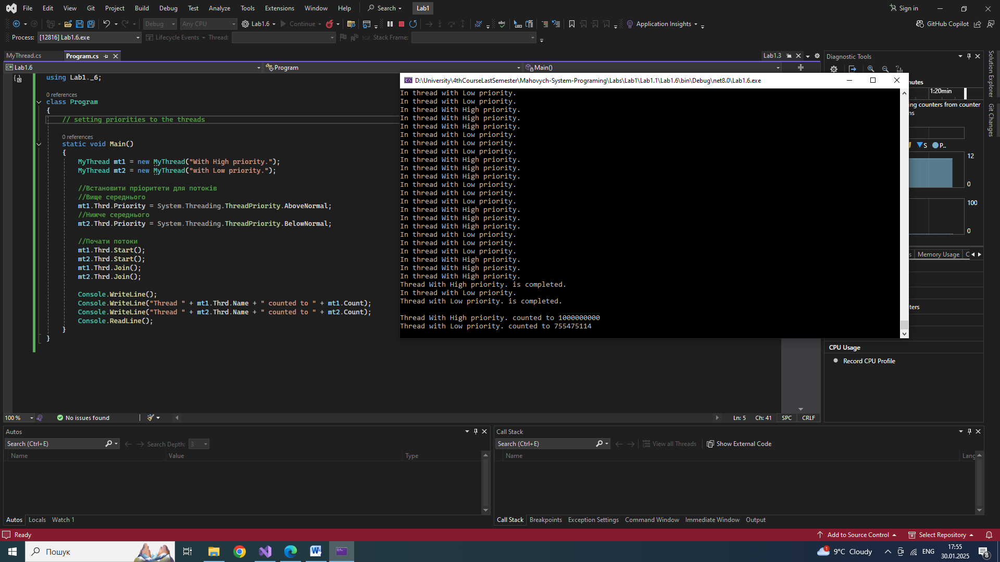 File Edit View Git Project Build Debug Test Analyze Tools Extensions Window Help Search Lab1 Sign in
Debug Any CPU Lab1.6 Continue Application Insights GitHub Copilot
Process: [12816] Lab1.6.exe Lifecycle Events Thread: Stack Frame:
MyThread.cs Program.cs Lab1.3
Lab1.6 Program Main()
using Lab1._6;
0 references
class Program
{
// setting priorities to the threads
0 references
static void Main()
{
MyThread mt1 = new MyThread("With High priority.");
MyThread mt2 = new MyThread("with Low priority.");
//Встановити пріоритети для потоків
//Вище середнього
mt1.Thrd.Priority = System.Threading.ThreadPriority.AboveNormal;
//Нижче середнього
mt2.Thrd.Priority = System.Threading.ThreadPriority.BelowNormal;
//Почати потоки
mt1.Thrd.Start();
mt2.Thrd.Start();
mt1.Thrd.Join();
mt2.Thrd.Join();
Console.WriteLine();
Console.WriteLine("Thread " + mt1.Thrd.Name + " counted to " + mt1.Count);
Console.WriteLine("Thread " + mt2.Thrd.Name + " counted to " + mt2.Count);
Console.ReadLine();
}
}
D:\University\4thCourseLastSemester\Mahovych-System-Programing\Labs\Lab1\Lab1.1\Lab1.6\bin\Debug\net8.0\Lab1.6.exe
In thread with Low priority.
In thread with Low priority.
In thread With High priority.
In thread With High priority.
In thread With High priority.
In thread with Low priority.
In thread with Low priority.
In thread with Low priority.
In thread With High priority.
In thread With High priority.
In thread With High priority.
In thread with Low priority.
In thread with Low priority.
In thread with Low priority.
In thread With High priority.
In thread With High priority.
In thread With High priority.
In thread with Low priority.
In thread with Low priority.
In thread with Low priority.
In thread With High priority.
In thread With High priority.
In thread With High priority.
Thread With High priority. is completed.
In thread with Low priority.
Thread with Low priority. is completed.
Thread With High priority. counted to 1000000000
Thread with Low priority. counted to 755475114
Diagnostic Tools
nutes
1:20min
ing counters from counter
ns
S P..
12
0
100
0
s Memory Usage C
ters
CPU Usage
Record CPU Profile
Solution Explorer
Git Changes
100 % No issues found Ln: 5 Ch: 41 SPC CRLF
Autos
Search (Ctrl+E) Search Depth: 3
Name Value Type
Autos Locals Watch 1
Call Stack
Search (Ctrl+E) View all Threads Show External Code
Name Lang
Call Stack Breakpoints Exception Settings Command Window Immediate Window Output
Ready Add to Source Control Select Repository
Пошук 1 9°C Cloudy ENG 17:55
30.01.2025 8